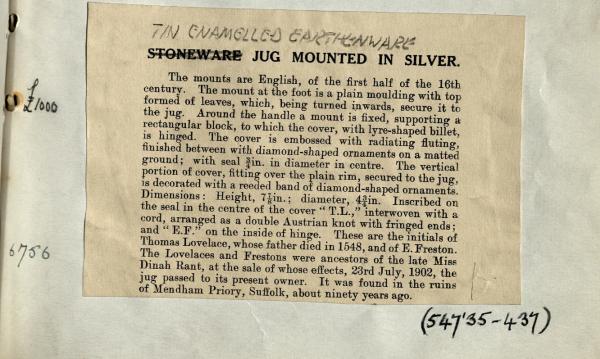 TIN ENAMELLED EARTHENWARE
STONEWARE JUG MOUNTED IN SILVER.
The mounts are English, of the first half of the 16th
century. The mount at the foot is a plain moulding with top
formed of leaves, which, being turned inwards, secure it to
the jug. Around the handle a mount is fixed, supporting a
rectangular block, to which the cover, with lyre-shaped billet,
is hinged. The cover is embossed with radiating fluting,
finished between with diamond-shaped ornaments on a matted
ground; with seal ¾in. in diameter in centre. The vertical
portion of cover, fitting over the plain rim, secured to the jug,
is decorated with a reeded band of diamond-shaped ornaments.
Dimensions: Height, 7⅞in.; diameter, 4¾in. Inscribed on
the seal in the centre of the cover "T.L.," interwoven with a
cord, arranged as a double Austrian knot with fringed ends;
and "E.F." on the inside of hinge. These are the initials of
Thomas Lovelace, whose father died in 1548, and of E. Freston.
The Lovelaces and Frestons were ancestors of the late Miss
Dinah Rant, at the sale of whose effects, 23rd July, 1902, the
jug passed to its present owner. It was found in the ruins
of Mendham Priory, Suffolk, about ninety years ago.
£1000
6756
(547'35-437)